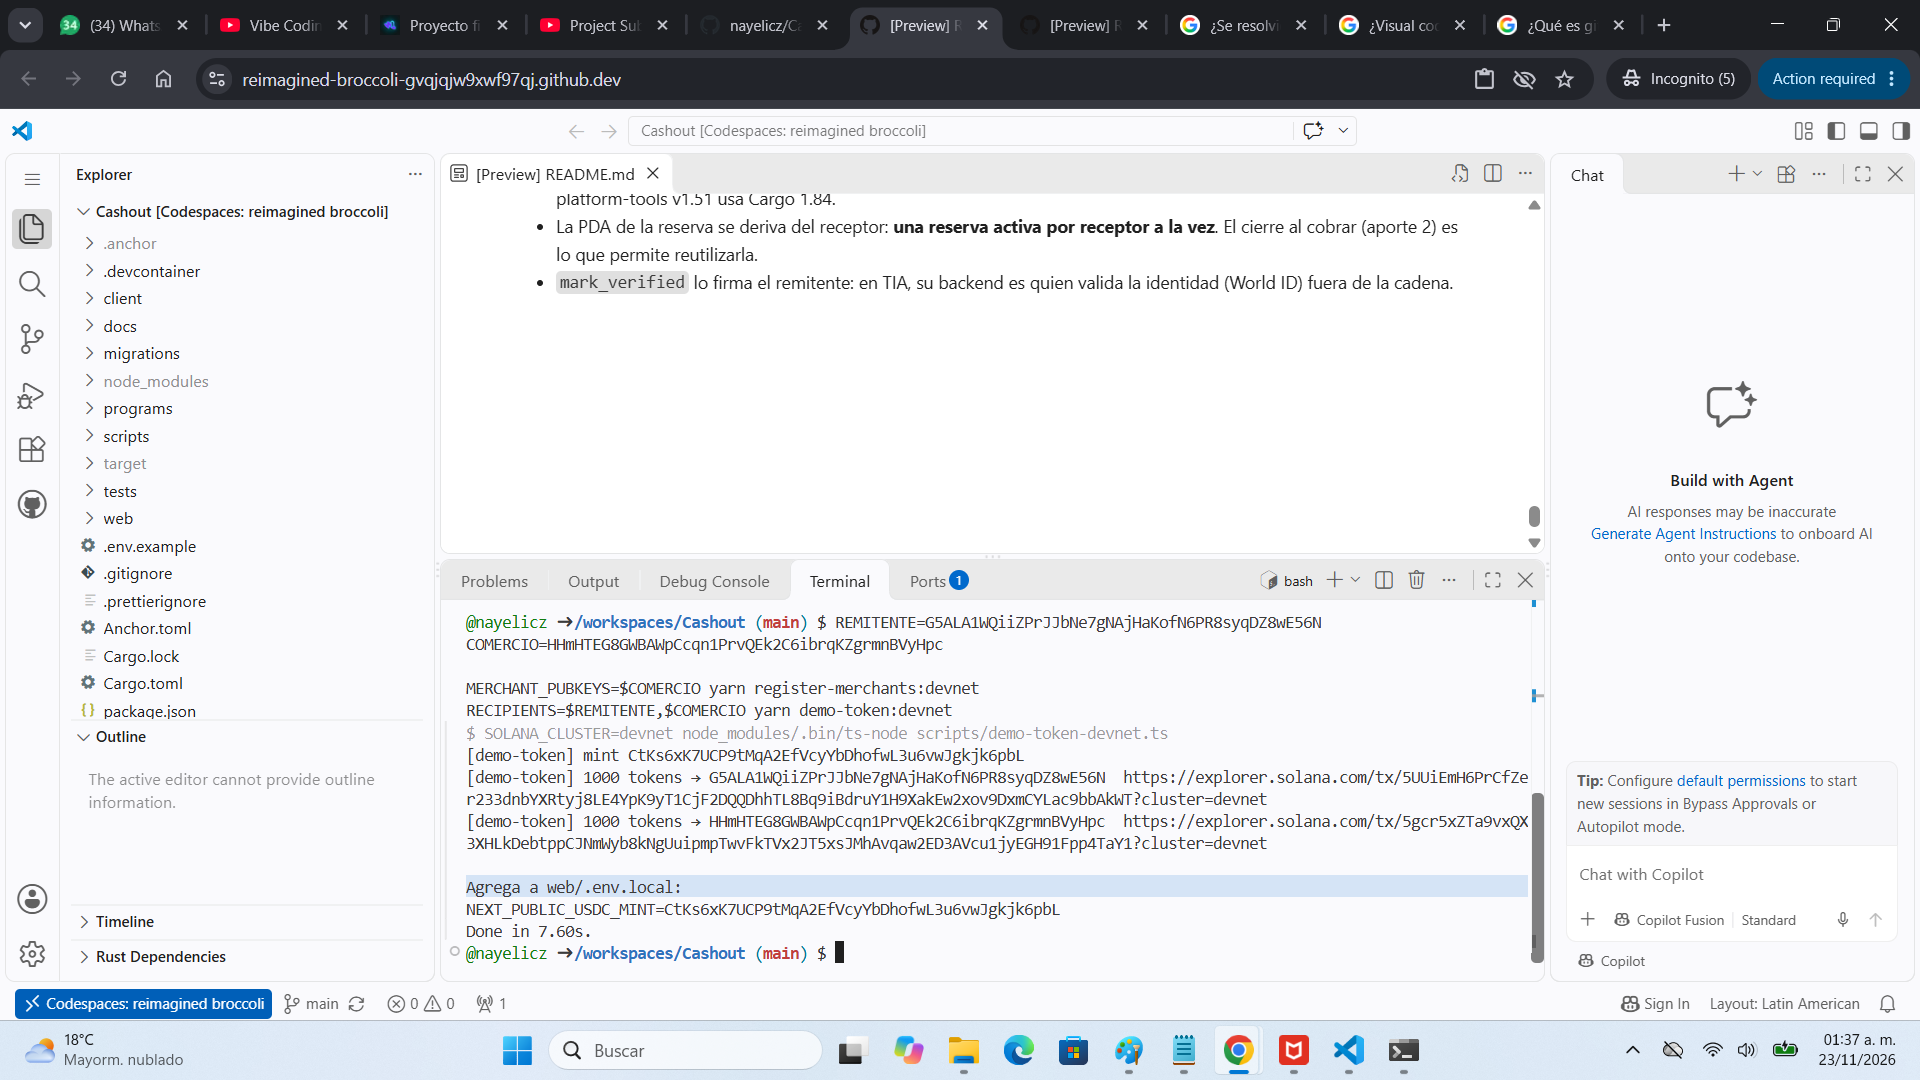 34
(34) Whats
Vibe Codin
Proyecto fi
Project Sub
nayelicz/Ca
[Preview] R
[Preview] R
¿Se resolvi
¿Visual co
¿Qué es gi
reimagined-broccoli-gvqjqjw9xwf97qj.github.dev
Incognito (5)
Action required
Cashout [Codespaces: reimagined broccoli]
Explorer
Cashout [Codespaces: reimagined broccoli]
.anchor
.devcontainer
client
docs
migrations
node_modules
programs
scripts
target
tests
web
.env.example
.gitignore
.prettierignore
Anchor.toml
Cargo.lock
Cargo.toml
package.json
Outline
The active editor cannot provide outline
information.
Timeline
Rust Dependencies
[Preview] README.md
platform-tools v1.51 usa Cargo 1.84.
La PDA de la reserva se deriva del receptor: una reserva activa por receptor a la vez. El cierre al cobrar (aporte 2) es
lo que permite reutilizarla.
mark_verified lo firma el remitente: en TIA, su backend es quien valida la identidad (World ID) fuera de la cadena.
Problems
Output
Debug Console
Terminal
Ports 1
bash
@nayelicz ➜/workspaces/Cashout (main) $ REMITENTE=G5ALA1WQiiZPrJJbNe7gNAjHaKofN6PR8syqDZ8wE56N
COMERCIO=HHmHTEG8GWBAWpCcqn1PrvQEk2C6ibrqKZgrmnBVyHpc
MERCHANT_PUBKEYS=$COMERCIO yarn register-merchants:devnet
RECIPIENTS=$REMITENTE,$COMERCIO yarn demo-token:devnet
$ SOLANA_CLUSTER=devnet node_modules/.bin/ts-node scripts/demo-token-devnet.ts
[demo-token] mint CtKs6xK7UCP9tMqA2EfVcyYbDhofwL3u6vwJgkjk6pbL
[demo-token] 1000 tokens → G5ALA1WQiiZPrJJbNe7gNAjHaKofN6PR8syqDZ8wE56N  https://explorer.solana.com/tx/5UUiEmH6PrCfZe
r233dnbYXRtyj8LE4YpK9yT1CjF2DQQDhhTL8Bq9iBdruY1H9XakEw2xov9DxmCYLac9bbAkWT?cluster=devnet
[demo-token] 1000 tokens → HHmHTEG8GWBAWpCcqn1PrvQEk2C6ibrqKZgrmnBVyHpc  https://explorer.solana.com/tx/5gcr5xZTa9vxQX
3XHLkDebtppCJNmWyb8kNgUuipmpTwvFkTVx2JT5xsJMhAvqaw2ED3AVcu1jyEGH91Fpp4TaY1?cluster=devnet
Agrega a web/.env.local:
NEXT_PUBLIC_USDC_MINT=CtKs6xK7UCP9tMqA2EfVcyYbDhofwL3u6vwJgkjk6pbL
Done in 7.60s.
@nayelicz ➜/workspaces/Cashout (main) $
Chat
Build with Agent
AI responses may be inaccurate
Generate Agent Instructions to onboard AI
onto your codebase.
Tip: Configure default permissions to start
new sessions in Bypass Approvals or
Autopilot mode.
Chat with Copilot
Copilot Fusion
Standard
Copilot
Codespaces: reimagined broccoli
main
0
0
1
Sign In
Layout: Latin American
18°C
Mayorm. nublado
Buscar
01:37 a. m.
23/11/2026